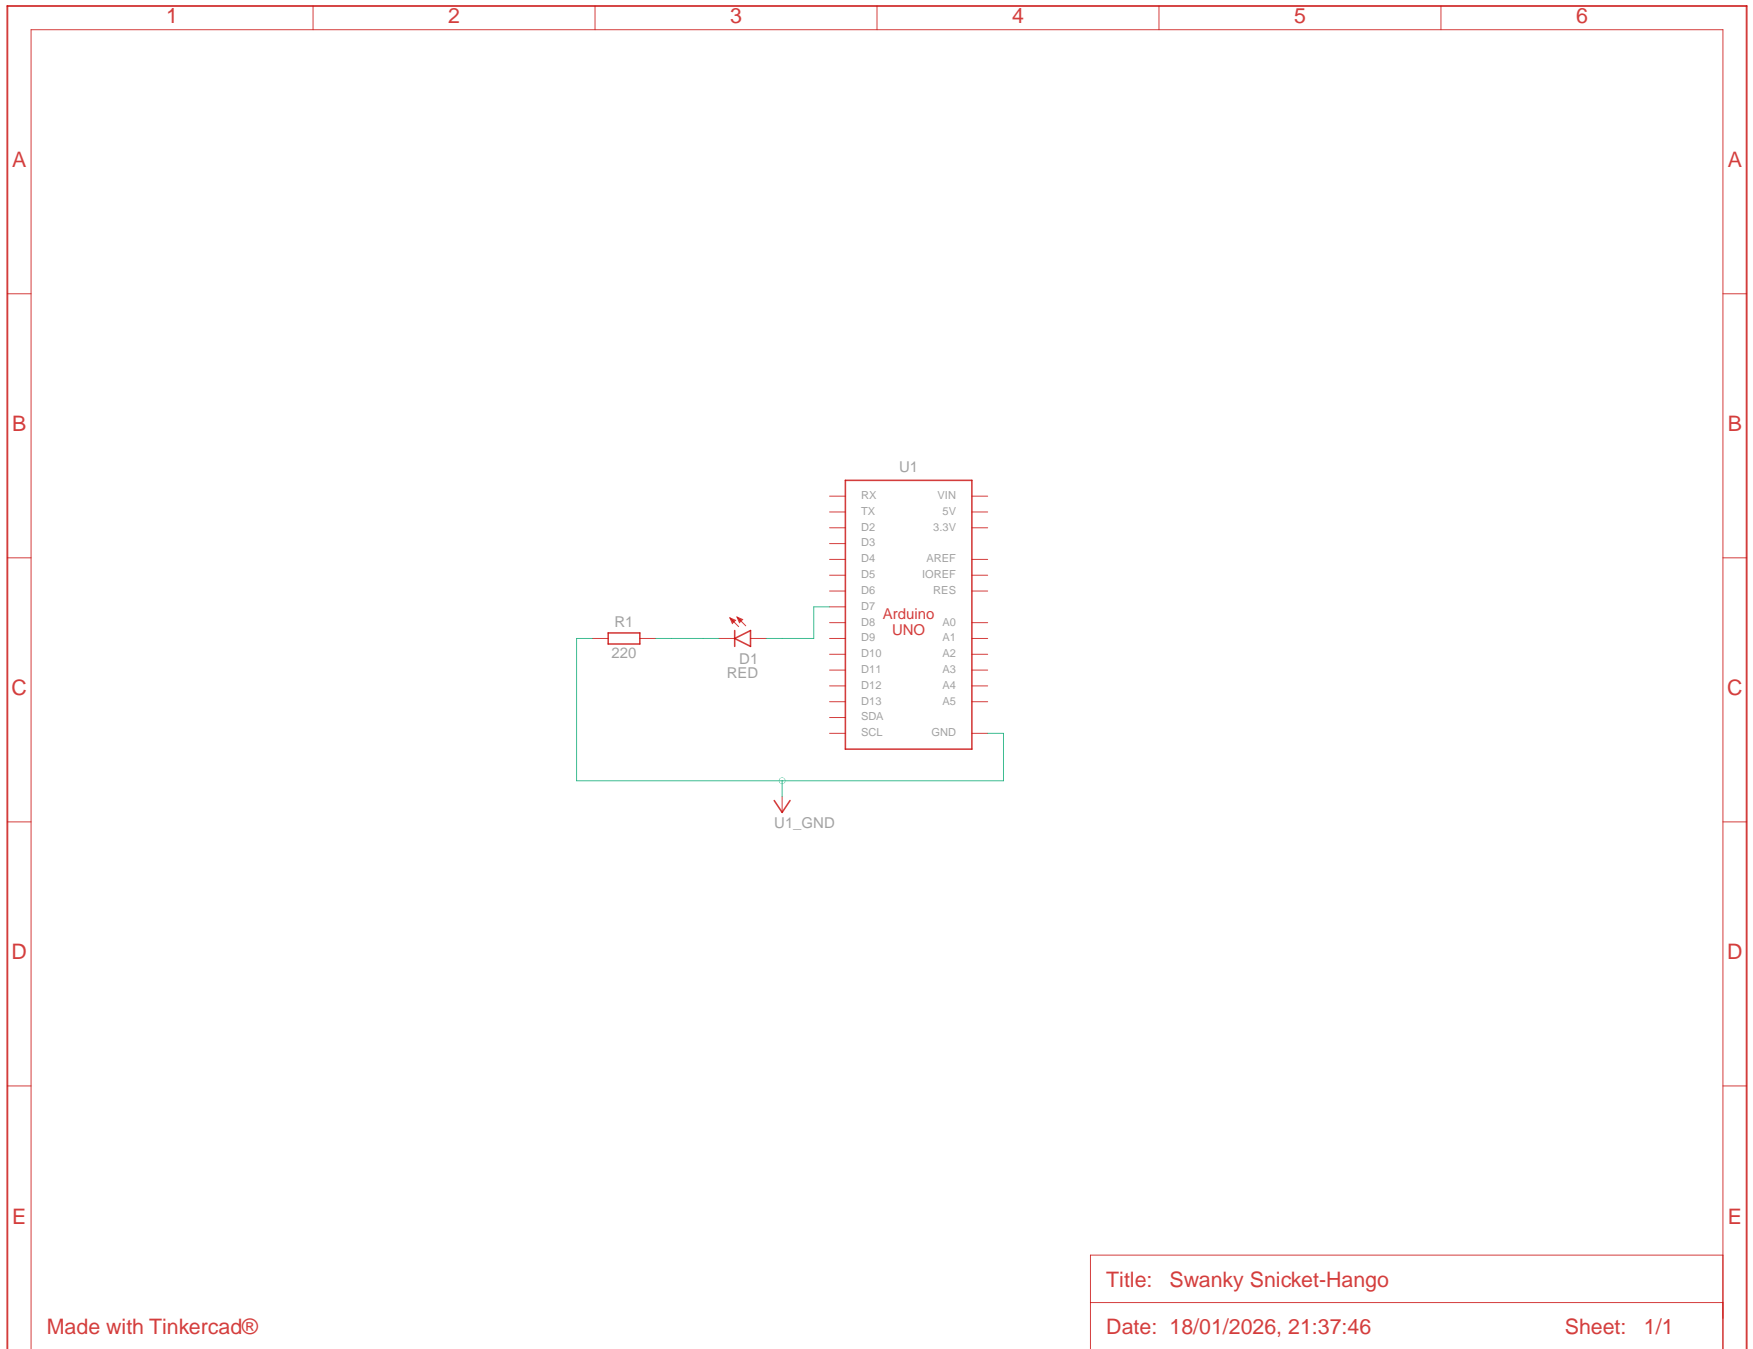 1 2 3 4 5 6
A A
B B
U1
RX VIN
TX 5V
D2 3.3V
D3
D4 AREF
D5 IOREF
D6 RES
D7
Arduino
D8 A0
UNO
D9 A1
D10 A2
D11 A3
D12 A4
D13 A5
SDA
SCL GND
R1
220
D1
RED
C C
U1_GND
D D
E E
Title: Swanky Snicket-Hango
Made with Tinkercad®
Date: 18/01/2026, 21:37:46 Sheet: 1/1